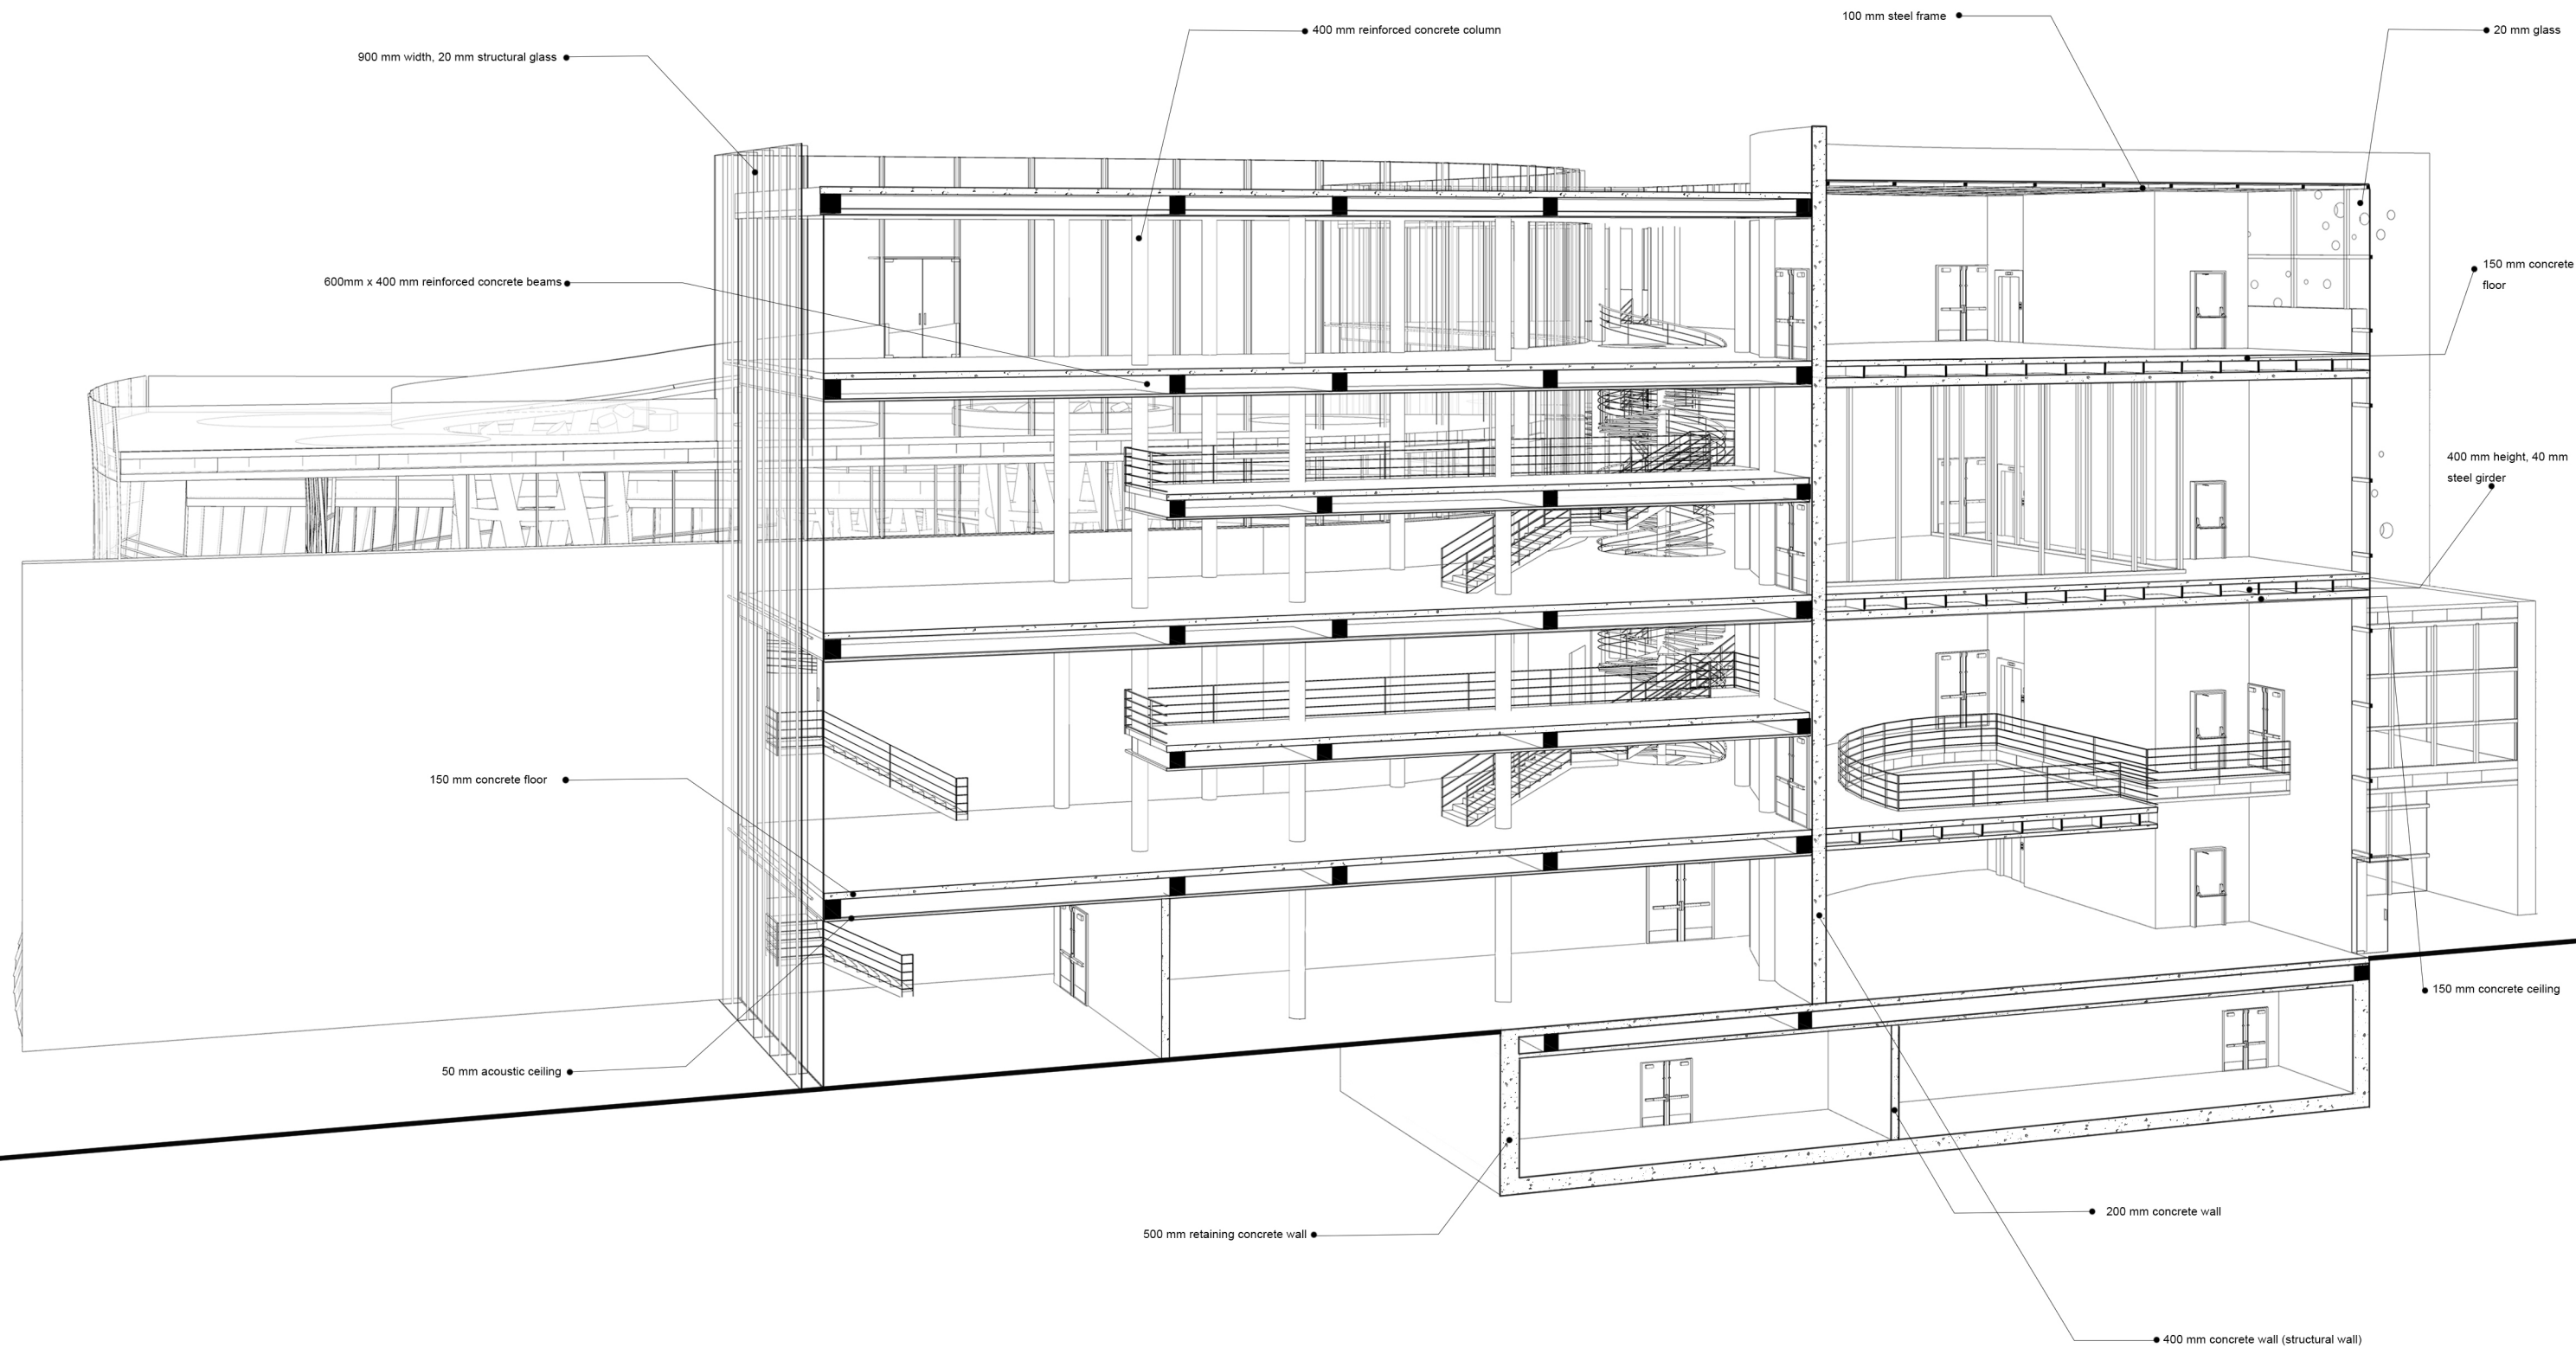 100 mm steel frame
400 mm reinforced concrete column
20 mm glass
900 mm width, 20 mm structural glass
150 mm concrete
floor
600mm x 400 mm reinforced concrete beams
400 mm height, 40 mm
steel girder
150 mm concrete floor
150 mm concrete ceiling
50 mm acoustic ceiling
200 mm concrete wall
500 mm retaining concrete wall
400 mm concrete wall (structural wall)